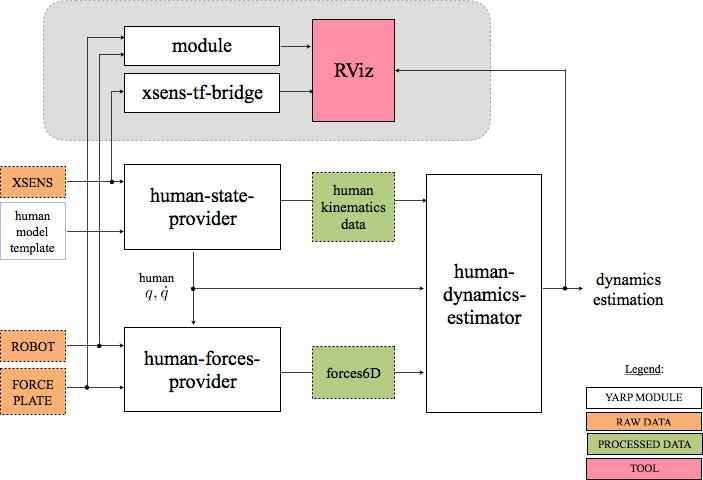 module
RViz
xsens-tf-bridge
XSENS
human
model
template
human-state-
provider
human
kinematics
data
human
q, q̇
human-
dynamics-
estimator
dynamics
estimation
ROBOT
FORCE
PLATE
human-forces-
provider
forces6D
Legend:
YARP MODULE
RAW DATA
PROCESSED DATA
TOOL